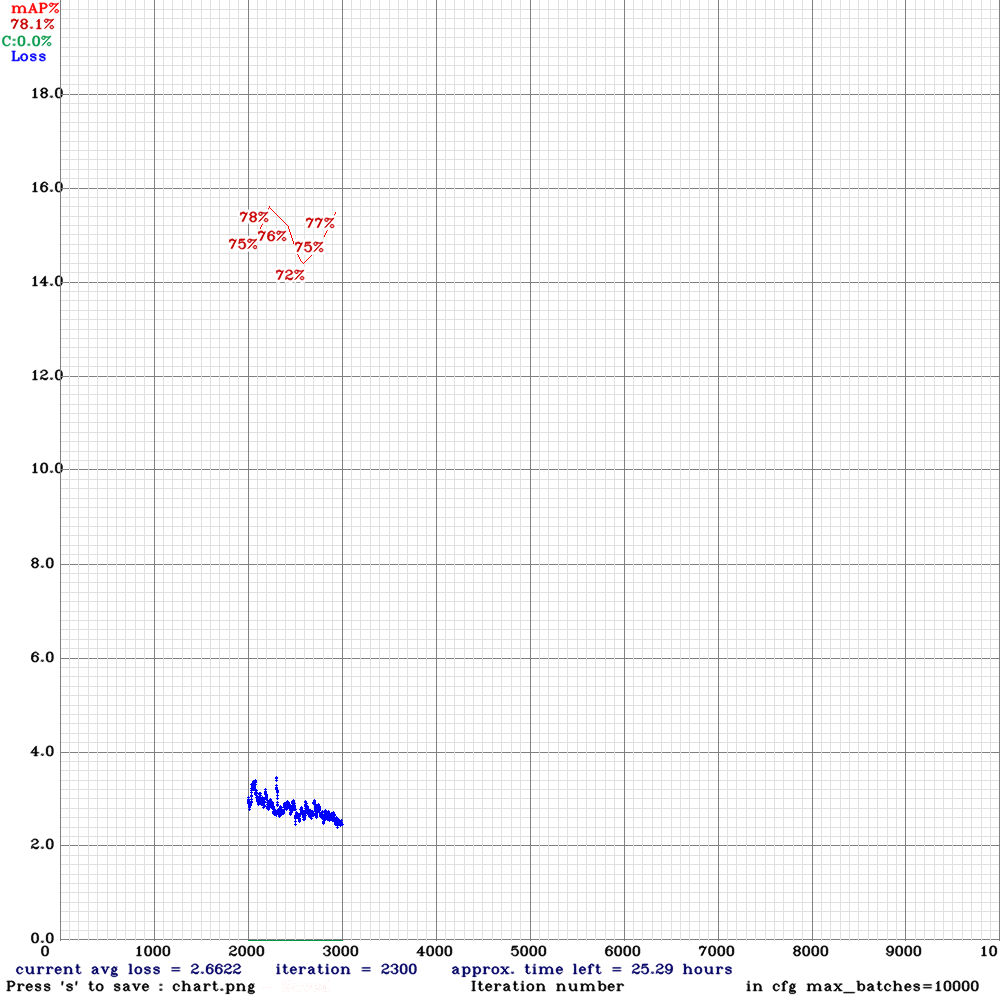 mAP%
78.1%
C:0.0%
Loss
18.0
16.0
78% 77%
75% 76% 75%
72%
14.0
12.0
10.0
8.0
6.0
4.0
2.0
0.0
0 1000 2000 3000 4000 5000 6000 7000 8000 9000 10
current avg loss = 2.6622 iteration = 2300 approx. time left = 25.29 hours
Press 's' to save : chart.png Iteration number in cfg max_batches=10000